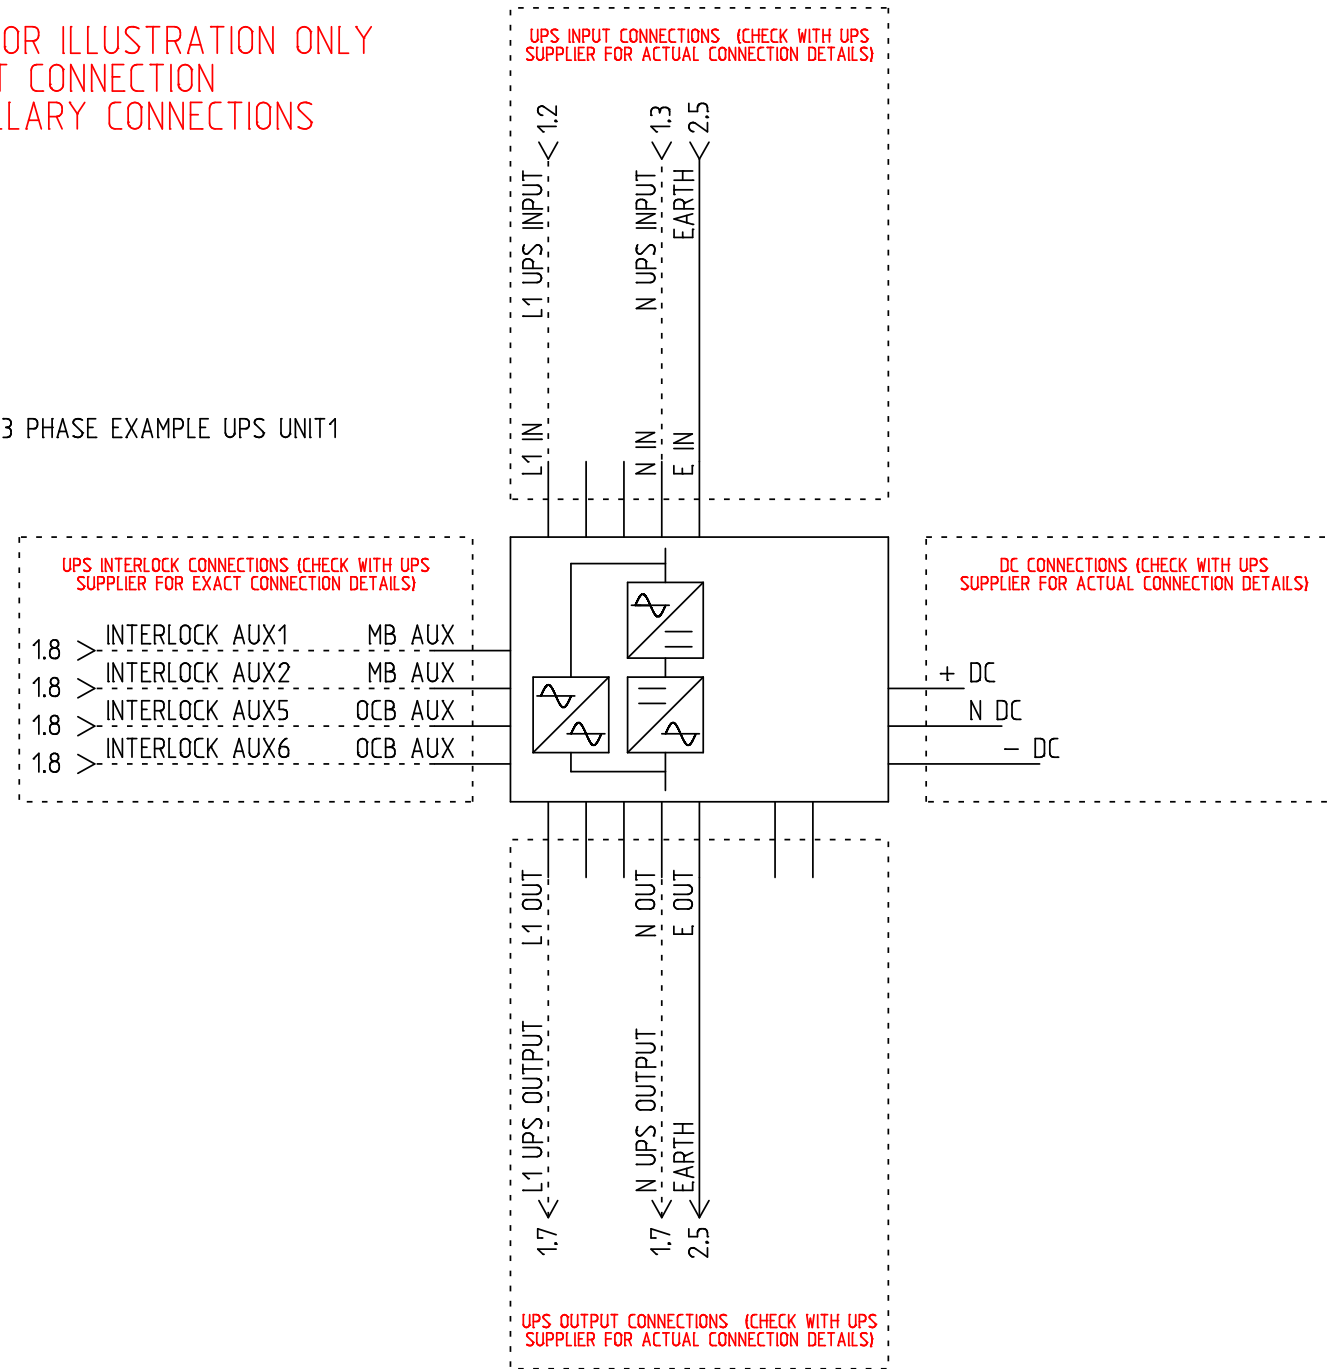 OR ILLUSTRATION ONLY
T CONNECTION
LLARY CONNECTIONS
UPS INPUT CONNECTIONS (CHECK WITH UPS
SUPPLIER FOR ACTUAL CONNECTION DETAILS)
1.2
1.3
2.5
L1 UPS INPUT
N UPS INPUT
EARTH
L1 IN
N IN
E IN
3 PHASE EXAMPLE UPS UNIT1
UPS INTERLOCK CONNECTIONS (CHECK WITH UPS
SUPPLIER FOR EXACT CONNECTION DETAILS)
1.8 INTERLOCK AUX1 MB AUX
1.8 INTERLOCK AUX2 MB AUX
1.8 INTERLOCK AUX5 OCB AUX
1.8 INTERLOCK AUX6 OCB AUX
DC CONNECTIONS (CHECK WITH UPS
SUPPLIER FOR ACTUAL CONNECTION DETAILS)
+ DC
N DC
- DC
L1 OUT
N OUT
E OUT
L1 UPS OUTPUT
N UPS OUTPUT
EARTH
1.7
1.7
2.5
UPS OUTPUT CONNECTIONS (CHECK WITH UPS
SUPPLIER FOR ACTUAL CONNECTION DETAILS)